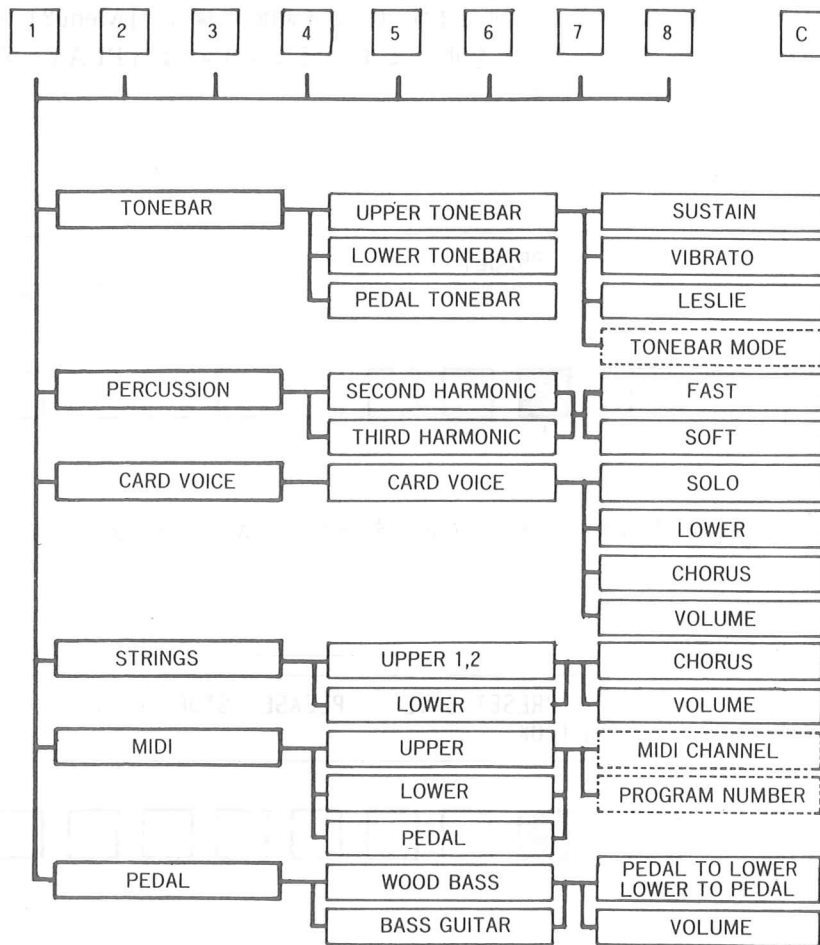 1 2 3 4 5 6 7 8 C
TONEBAR UPPER TONEBAR SUSTAIN
LOWER TONEBAR VIBRATO
PEDAL TONEBAR LESLIE
TONEBAR MODE
PERCUSSION SECOND HARMONIC FAST
THIRD HARMONIC SOFT
CARD VOICE CARD VOICE SOLO
LOWER
CHORUS
VOLUME
STRINGS UPPER 1,2 CHORUS
LOWER VOLUME
MIDI UPPER MIDI CHANNEL
LOWER PROGRAM NUMBER
PEDAL
PEDAL WOOD BASS PEDAL TO LOWER
LOWER TO PEDAL
BASS GUITAR VOLUME